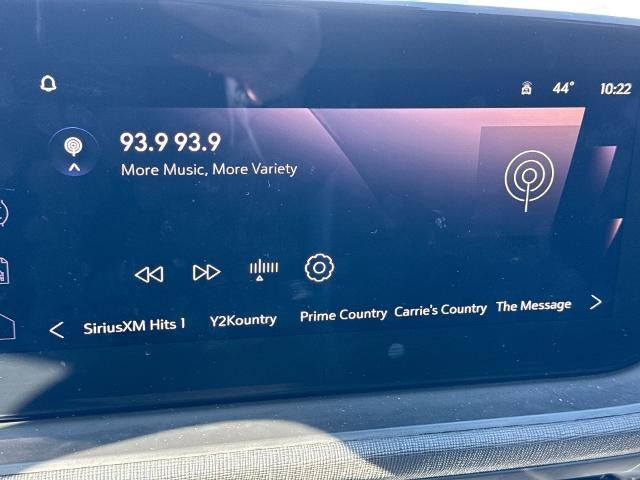 44° 10:22
93.9 93.9
More Music, More Variety
SiriusXM Hits 1 Y2Kountry Prime Country Carrie's Country The Message